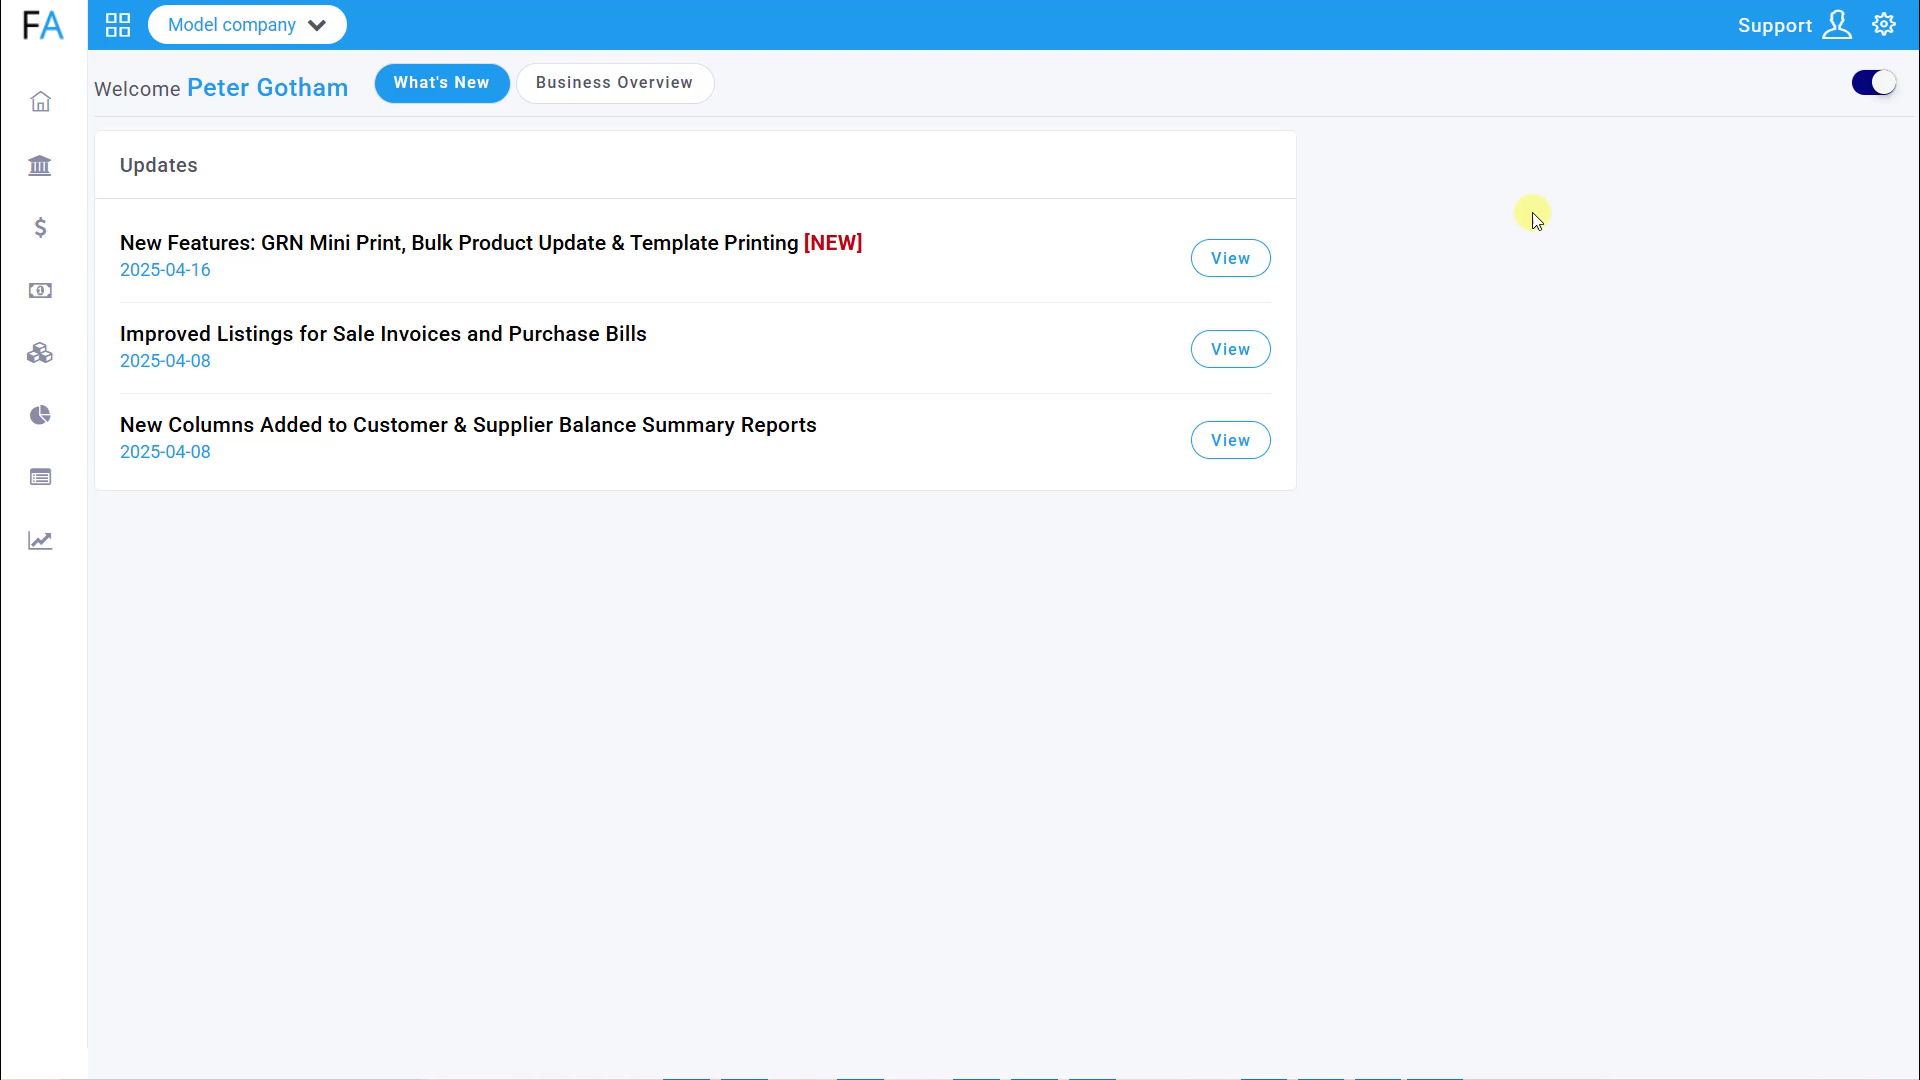 FA
Model company
Support
Welcome Peter Gotham
What's New
Business Overview
Updates
New Features: GRN Mini Print, Bulk Product Update & Template Printing [NEW]
2025-04-16
View
Improved Listings for Sale Invoices and Purchase Bills
2025-04-08
View
New Columns Added to Customer & Supplier Balance Summary Reports
2025-04-08
View